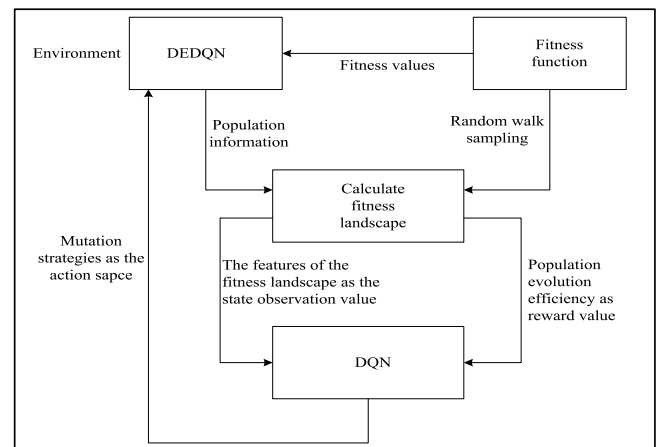 Environment
DEDQN
Fitness values
Fitness
function
Population
information
Random walk
sampling
Calculate
fitness
landscape
Mutation
strategies as the
action sapce
The features of the
fitness landscape as the
state observation value
Population
evolution
efficiency as
reward value
DQN